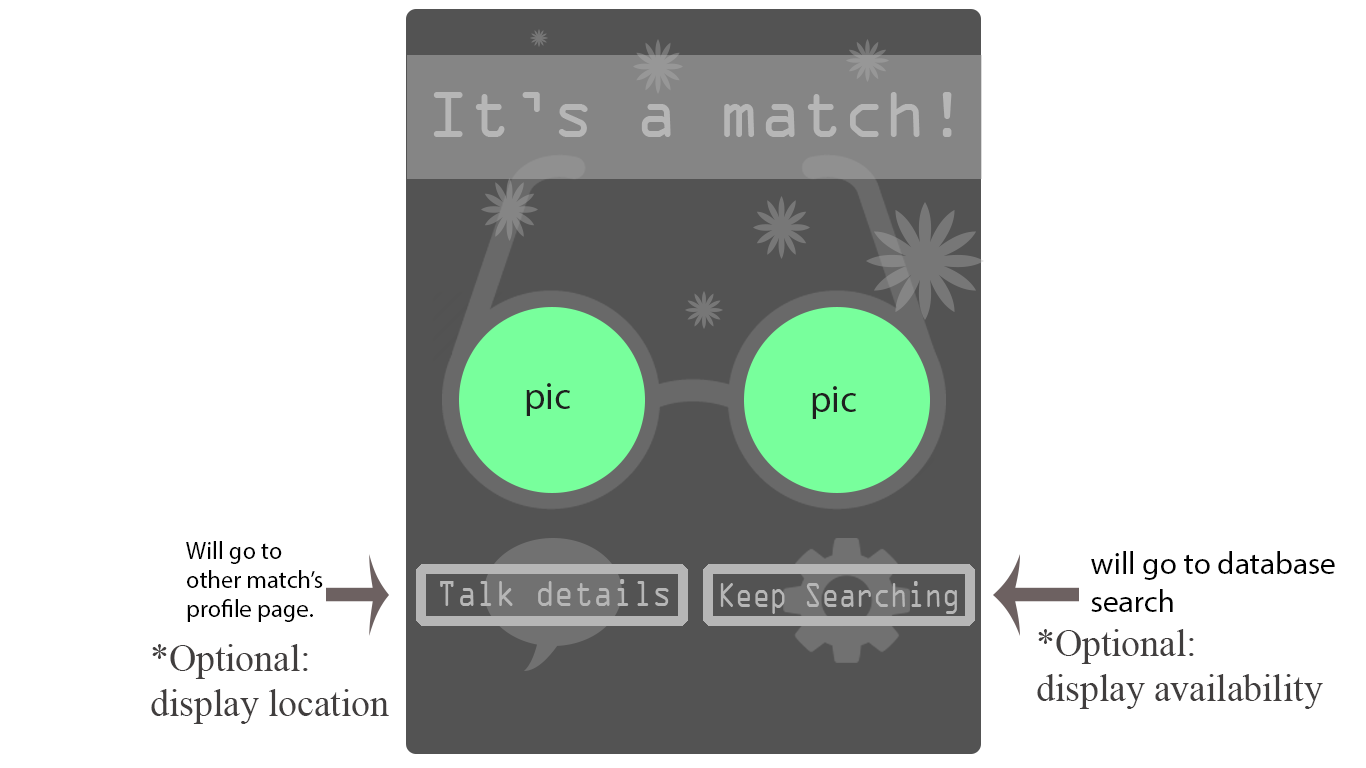 It's a match!
pic
pic
Will go to
other match's
profile page.
*Optional:
display location
Talk details
Keep Searching
will go to database
search
*Optional:
display availability